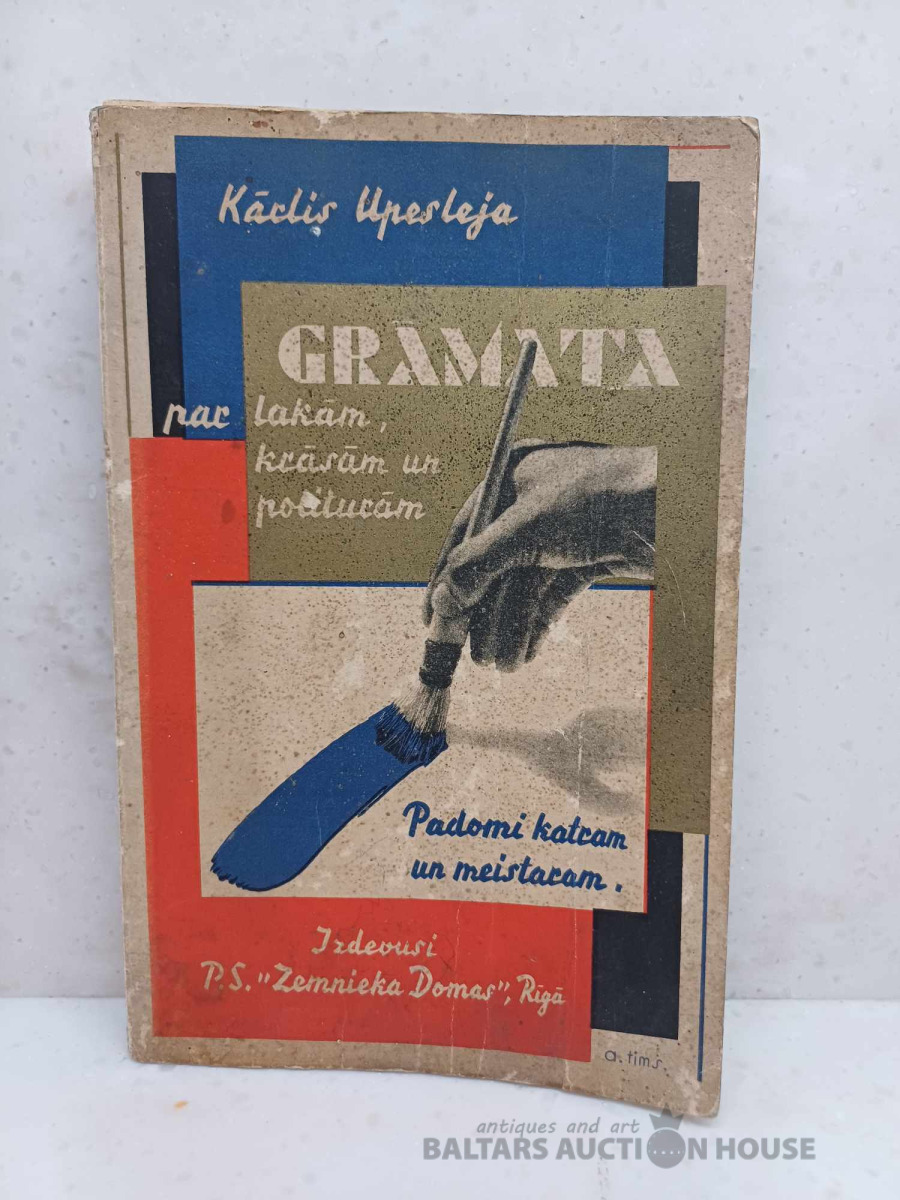 Kārlis Upesleja
GRĀMATA
par lakām,
krāsām un
politurām
Padomi katram
un meistaram.
Izdevusi
P.S. "Zemnieka Domas", Rīgā
a. tims.
antiques and art
BALTARS AUCTION HOUSE